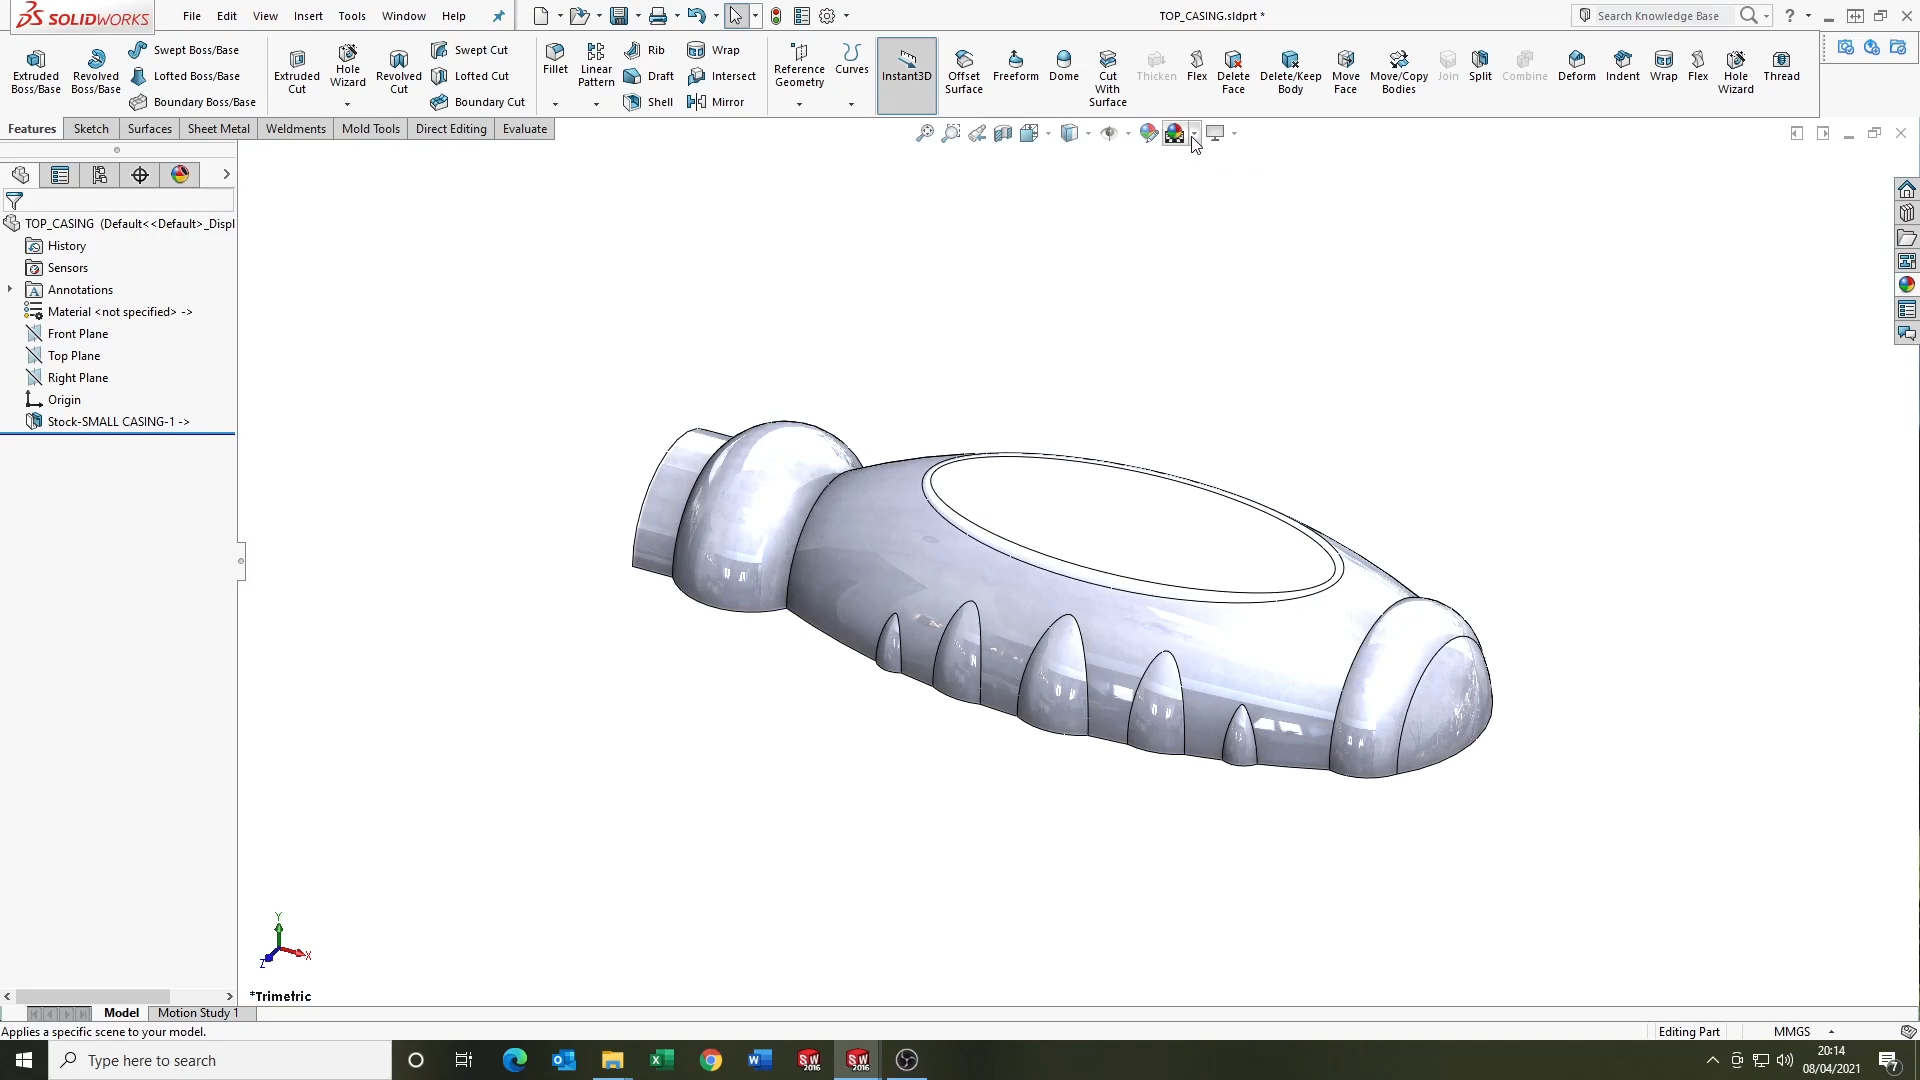 SOLIDWORKS File Edit View Insert Tools Window Help TOP_CASING.sldprt * Search Knowledge Base
Extruded Boss/Base
Revolved Boss/Base
Swept Boss/Base
Lofted Boss/Base
Boundary Boss/Base
Extruded Cut
Hole Wizard
Revolved Cut
Swept Cut
Lofted Cut
Boundary Cut
Fillet
Linear Pattern
Rib
Draft
Shell
Wrap
Intersect
Mirror
Reference Geometry
Curves
Instant3D
Offset Surface
Freeform
Dome
Cut With Surface
Thicken
Flex
Delete Face
Delete/Keep Body
Move Face
Move/Copy Bodies
Join
Split
Combine
Deform
Indent
Wrap
Flex
Hole Wizard
Thread
Features Sketch Surfaces Sheet Metal Weldments Mold Tools Direct Editing Evaluate
TOP_CASING (Default<<Default>_Displ
History
Sensors
Annotations
Material <not specified> ->
Front Plane
Top Plane
Right Plane
Origin
Stock-SMALL CASING-1 ->
Y
X
Z
*Trimetric
Model Motion Study 1
Applies a specific scene to your model. Editing Part MMGS
Type here to search
SW 2016
SW 2016
20:14
08/04/2021
7